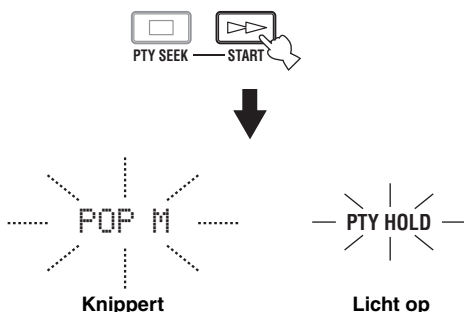 PTY SEEK START
POP M
PTY HOLD
Knippert
Licht op